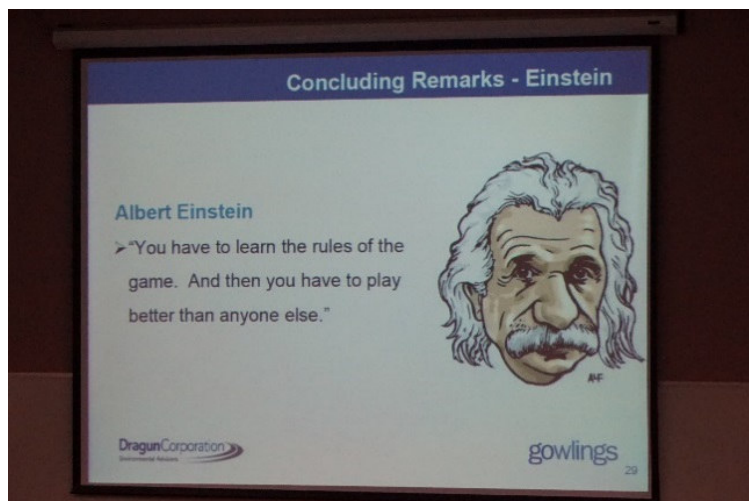 Concluding Remarks - Einstein
Albert Einstein
➢"You have to learn the rules of the
game. And then you have to play
better than anyone else."
ALF
DragunCorporation
gowlings
29